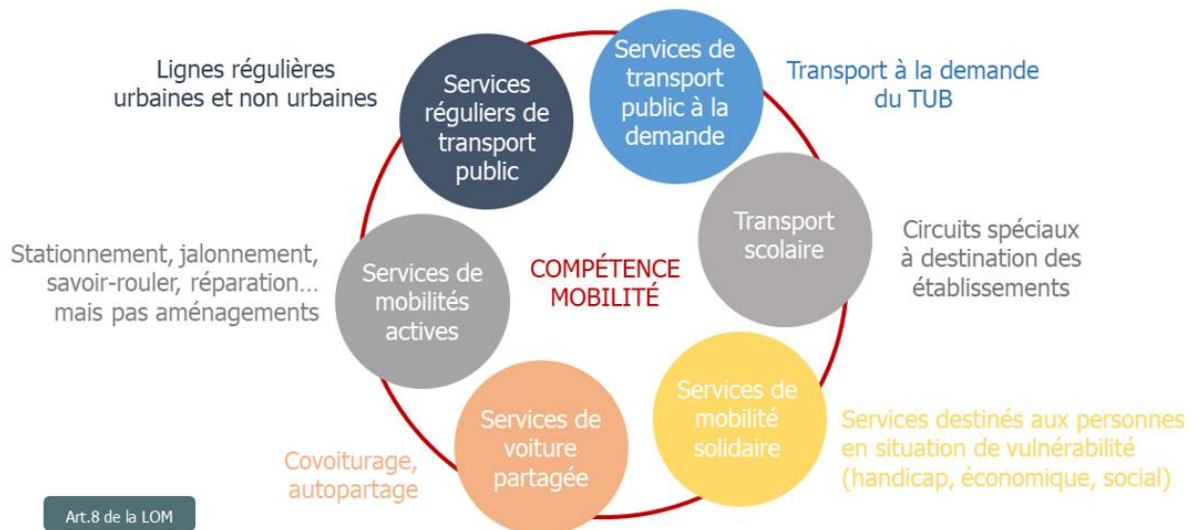 Lignes régulières
urbaines et non urbaines
Services
réguliers de
transport
public
Services de
transport
public à la
demande
Transport à la demande
du TUB
Transport
scolaire
Circuits spéciaux
à destination des
établissements
Stationnement, jalonnement,
savoir-rouler, réparation...
mais pas aménagements
Services de
mobilités
actives
COMPÉTENCE
MOBILITÉ
Services de
mobilité
solidaire
Services destinés aux personnes
en situation de vulnérabilité
(handicap, économique, social)
Services de
voiture
partagée
Covoiturage,
autopartage
Art.8 de la LOM